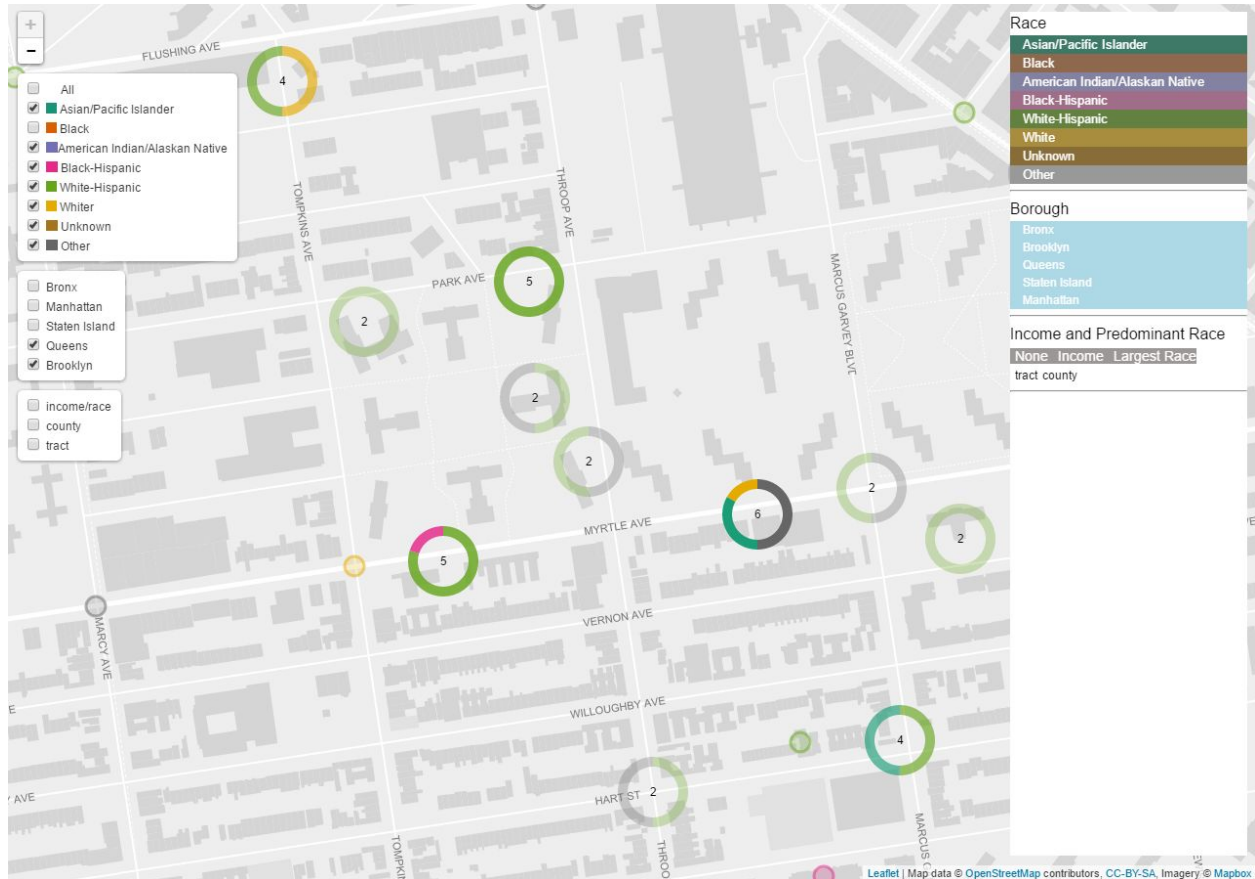 +
−
All
Asian/Pacific Islander
Black
American Indian/Alaskan Native
Black-Hispanic
White-Hispanic
Whiter
Unknown
Other
Bronx
Manhattan
Staten Island
Queens
Brooklyn
income/race
county
tract
FLUSHING AVE
4
TOMPKINS AVE
THROOP AVE
PARK AVE
5
2
MARCUS GARVEY BLVD
2
2
2
6
MYRTLE AVE
2
5
MARCY AVE
VERNON AVE
WILLOUGHBY AVE
4
HART ST
2
AVE
TOMPKIN
THROO
MARCUS G
Race
Asian/Pacific Islander
Black
American Indian/Alaskan Native
Black-Hispanic
White-Hispanic
White
Unknown
Other
Borough
Bronx
Brooklyn
Queens
Staten Island
Manhattan
Income and Predominant Race
None Income Largest Race
tract county
Leaflet | Map data © OpenStreetMap contributors, CC-BY-SA, Imagery © Mapbox